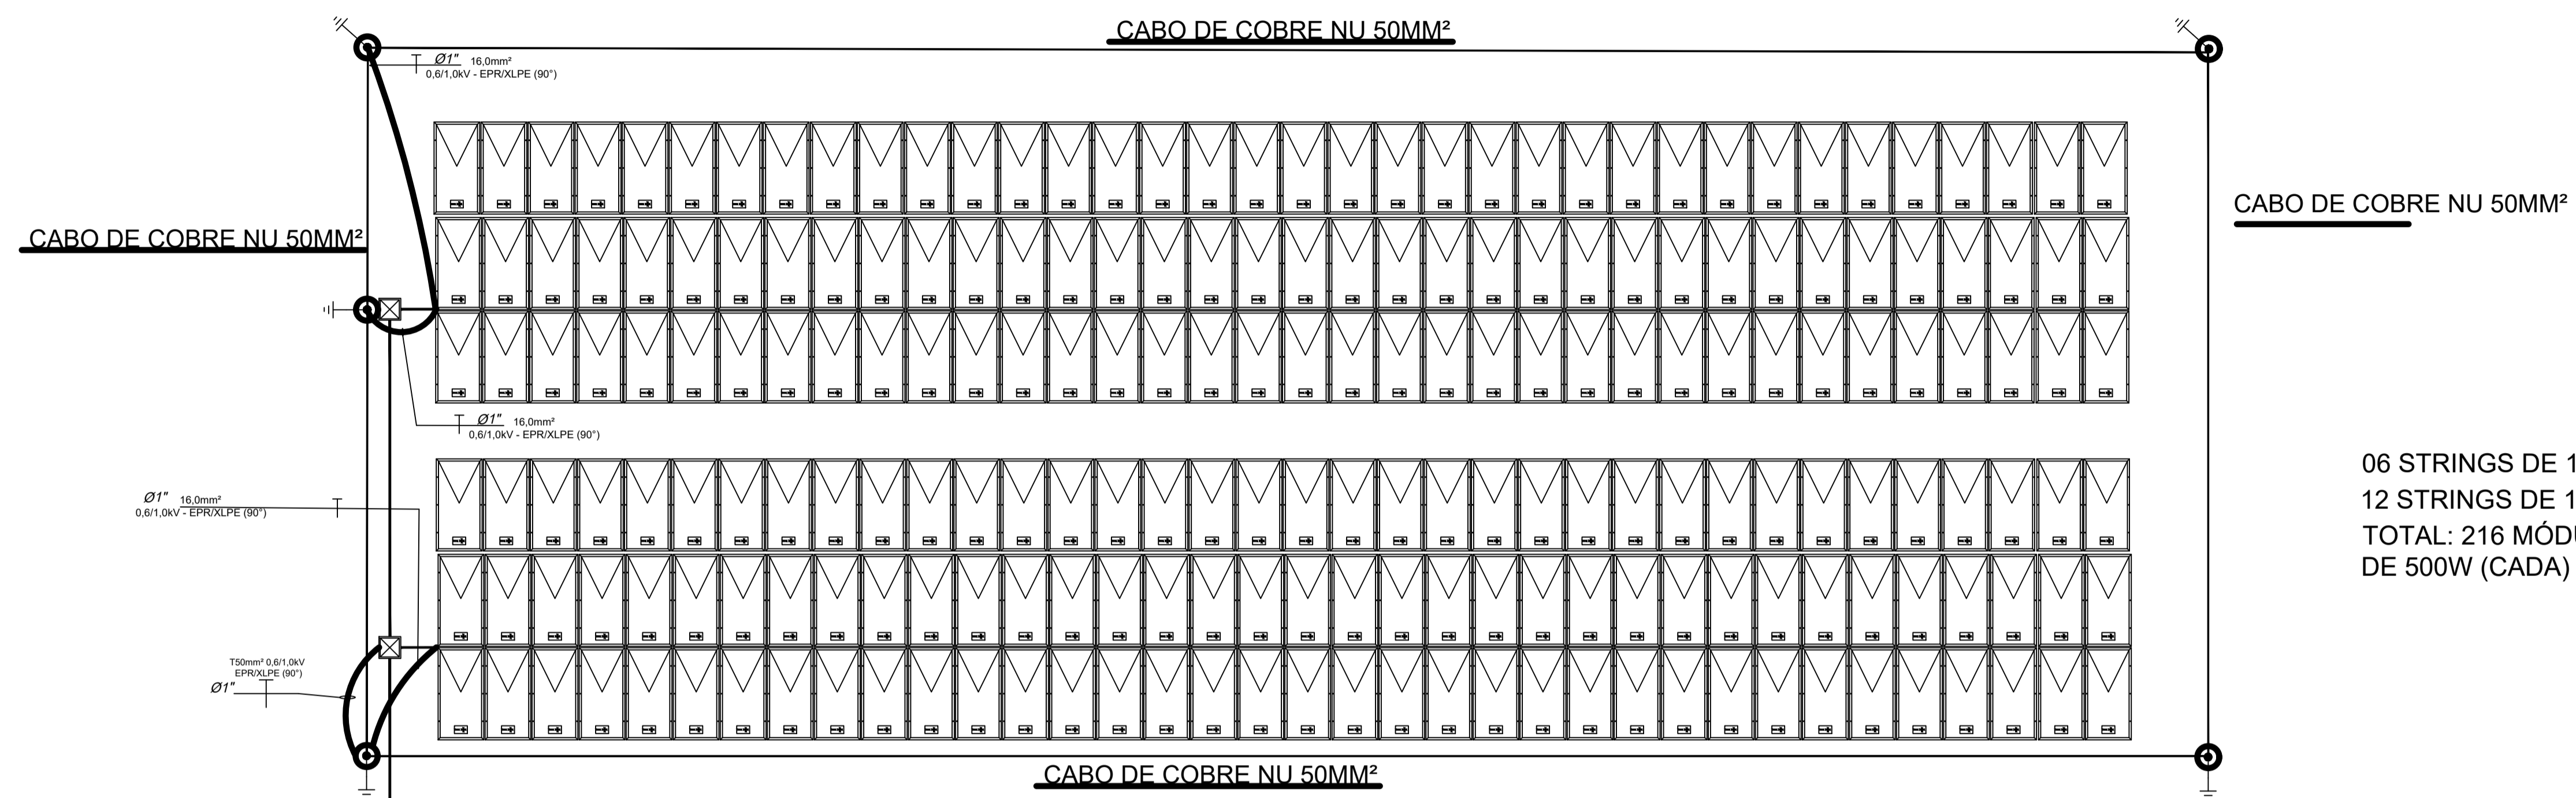 CABO DE COBRE NU 50MM²
Ø1" 16,0mm²
0,6/1,0kV - EPR/XLPE (90°)
CABO DE COBRE NU 50MM²
CABO DE COBRE NU 50MM²
Ø1" 16,0mm²
0,6/1,0kV - EPR/XLPE (90°)
Ø1" 16,0mm²
0,6/1,0kV - EPR/XLPE (90°)
06 STRINGS DE
12 STRINGS DE
TOTAL: 216
DE 500W (CADA)
T50mm² 0,6/1,0kV
EPR/XLPE (90°)
Ø1"
CABO DE COBRE NU 50MM²